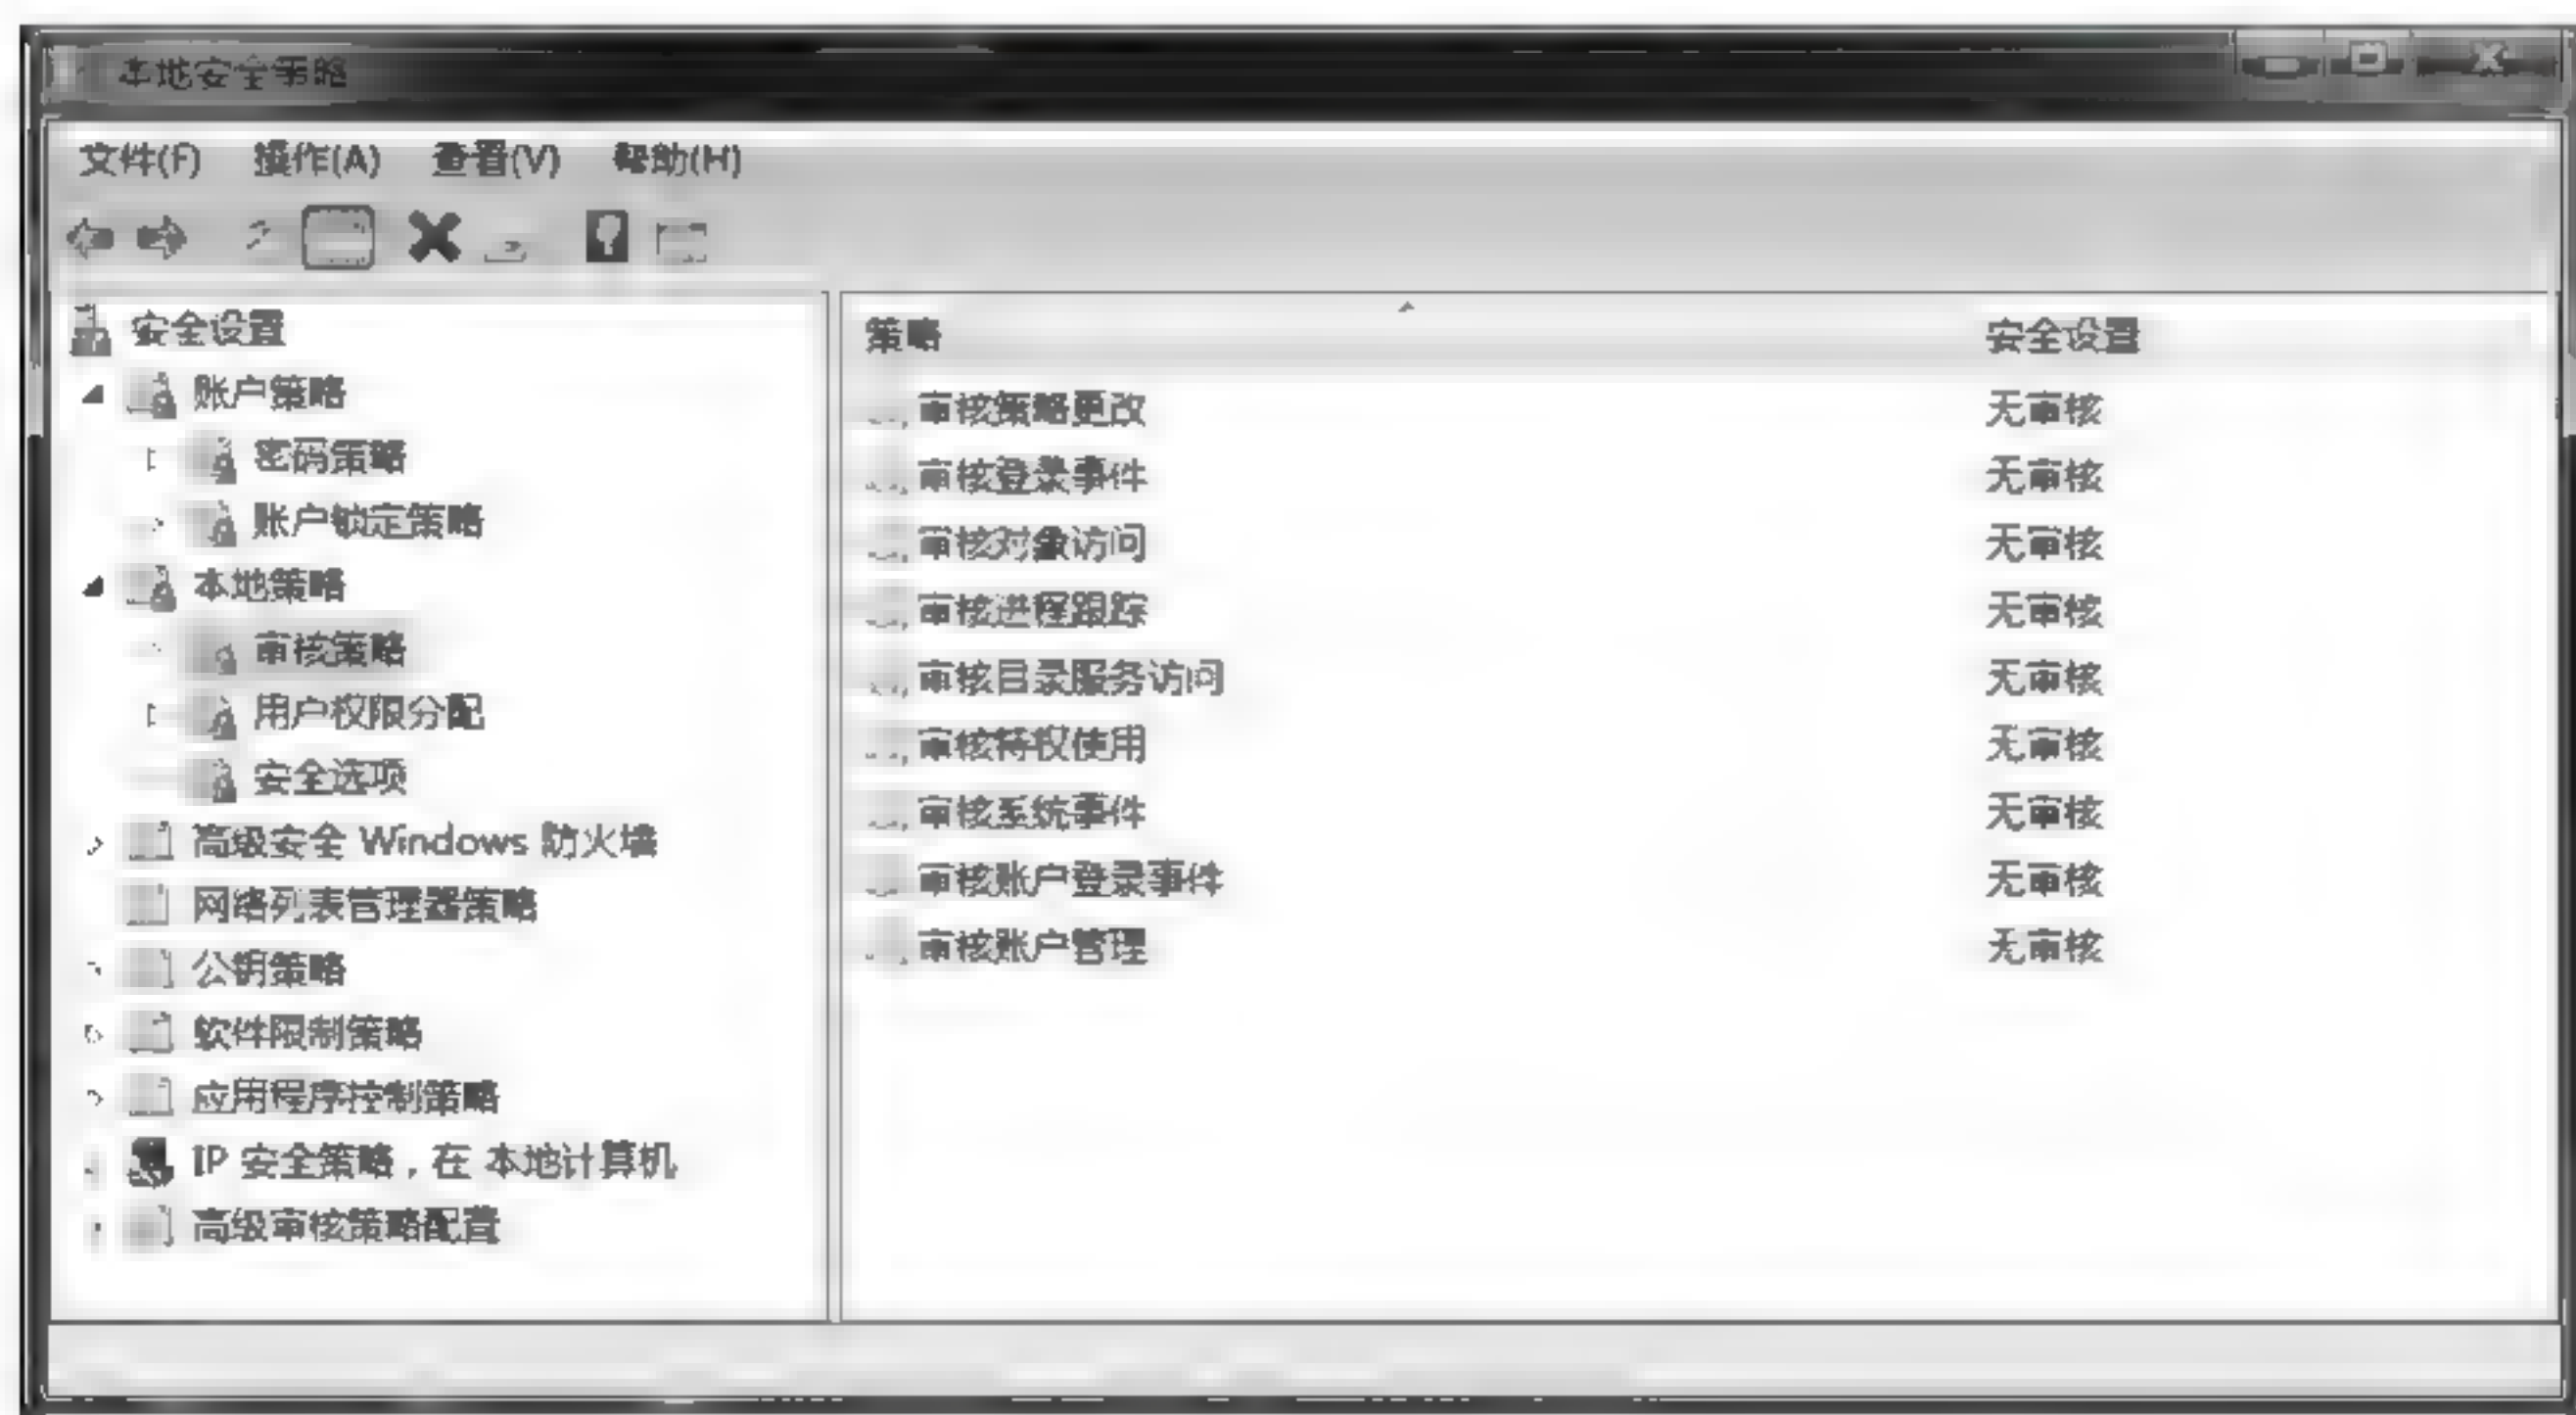 本地安全策略
文件(F) 操作(A) 查看(V) 帮助(H)
安全设置
账户策略
密码策略
账户锁定策略
本地策略
审核策略
用户权限分配
安全选项
高级安全 Windows 防火墙
网络列表管理器策略
公钥策略
软件限制策略
应用程序控制策略
IP 安全策略，在 本地计算机
高级审核策略配置
策略 安全设置
审核策略更改 无审核
审核登录事件 无审核
审核对象访问 无审核
审核进程跟踪 无审核
审核目录服务访问 无审核
审核特权使用 无审核
审核系统事件 无审核
审核账户登录事件 无审核
审核账户管理 无审核